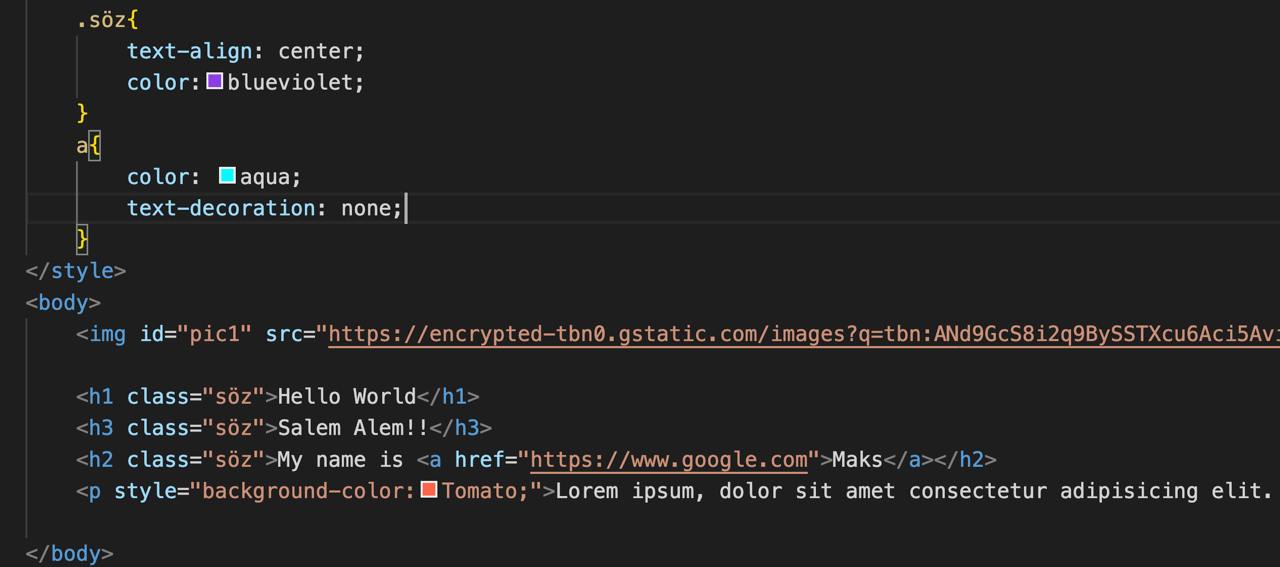 .söz{
text-align: center;
color: blueviolet;
}
a{
color: aqua;
text-decoration: none;
}
</style>
<body>
<img id="pic1" src="https://encrypted-tbn0.gstatic.com/images?q=tbn:ANd9GcS8i2q9BySSTXcu6Aci5Av
<h1 class="söz">Hello World</h1>
<h3 class="söz">Salem Alem!!</h3>
<h2 class="söz">My name is <a href="https://www.google.com">Maks</a></h2>
<p style="background-color: Tomato;">Lorem ipsum, dolor sit amet consectetur adipisicing elit.
</body>